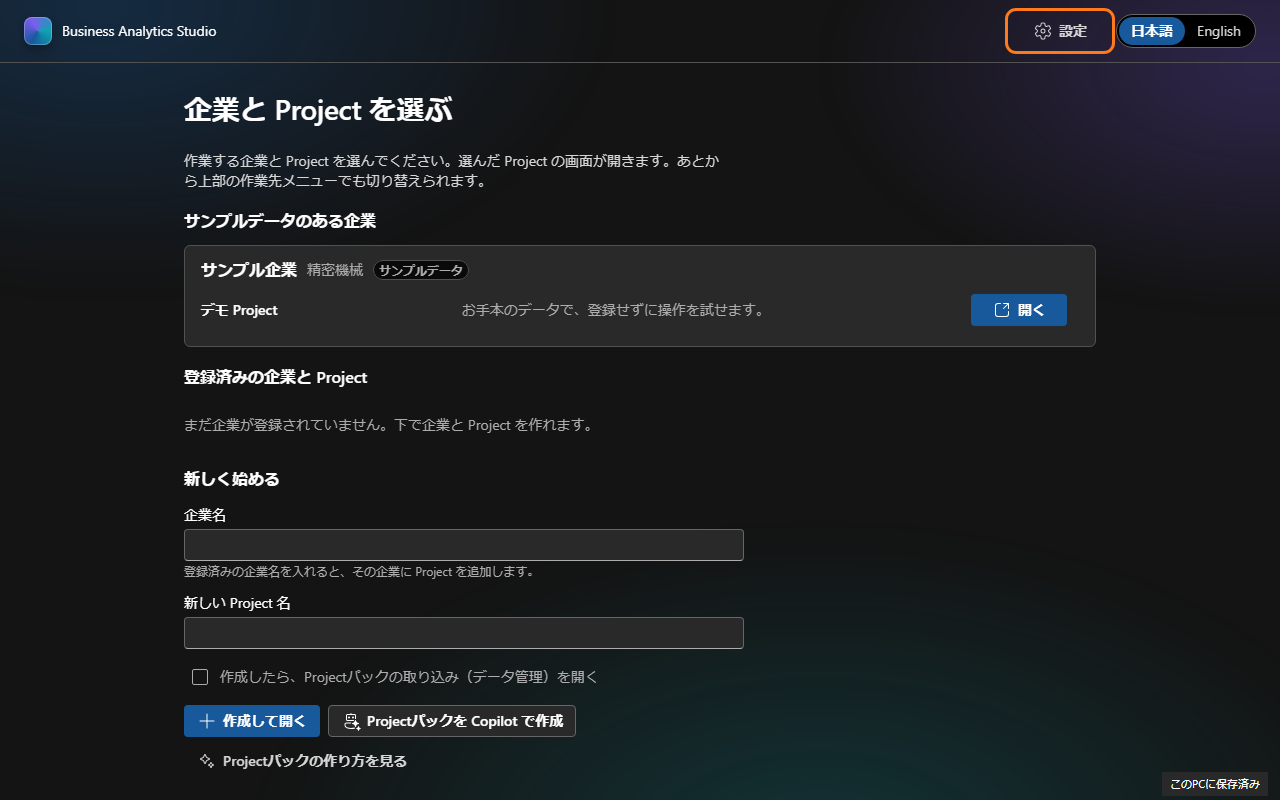 Business Analytics Studio
設定
日本語
English
企業と Project を選ぶ
作業する企業と Project を選んでください。選んだ Project の画面が開きます。あとか
ら上部の作業先メニューでも切り替えられます。
サンプルデータのある企業
サンプル企業 精密機械 サンプルデータ
デモ Project お手本のデータで、登録せずに操作を試せます。 開く
登録済みの企業と Project
まだ企業が登録されていません。下で企業と Project を作れます。
新しく始める
企業名
登録済みの企業名を入れると、その企業に Project を追加します。
新しい Project 名
作成したら、Projectパックの取り込み（データ管理）を開く
作成して開く
Projectパックを Copilot で作成
Projectパックの作り方を見る
このPCに保存済み